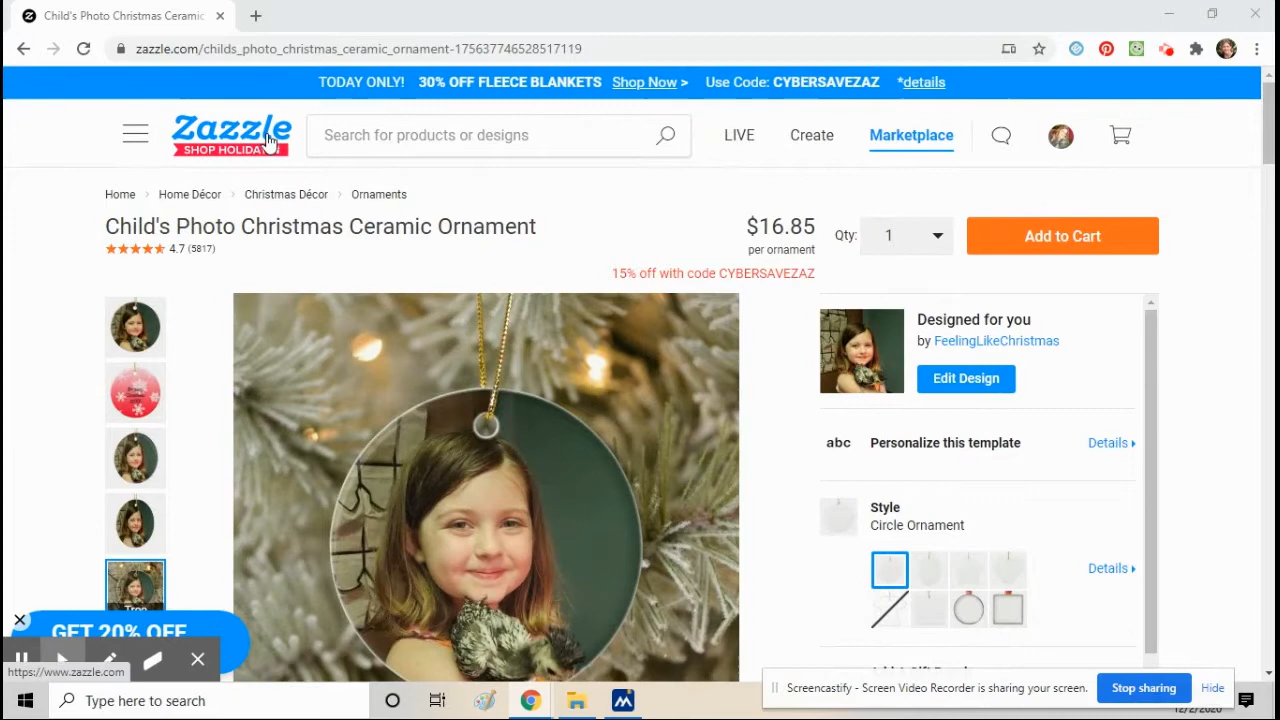 Child's Photo Christmas Ceramic
zazzle.com/childs_photo_christmas_ceramic_ornament-175637746528517119
TODAY ONLY! 30% OFF FLEECE BLANKETS Shop Now > Use Code: CYBERSAVEZAZ *details
Zazzle
SHOP HOLIDAY
Search for products or designs
LIVE
Create
Marketplace
Home > Home Décor > Christmas Décor > Ornaments
Child's Photo Christmas Ceramic Ornament
4.7 (5817)
$16.85
per ornament
15% off with code CYBERSAVEZAZ
Qty: 1
Add to Cart
Designed for you
by FeelingLikeChristmas
Edit Design
abc Personalize this template Details
Style
Circle Ornament
Details
GET 20% OFF
https://www.zazzle.com
Type here to search
Screencastify - Screen Video Recorder is sharing your screen.
Stop sharing
Hide
12/2/2020